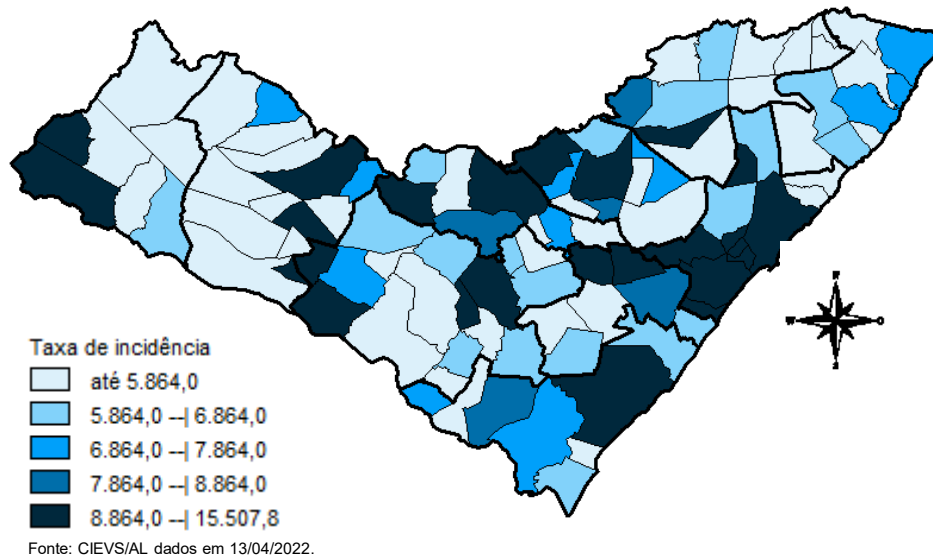 N
W
O
S
Taxa de incidência
até 5.864,0
5.864,0 --| 6.864,0
6.864,0 --| 7.864,0
7.864,0 --| 8.864,0
8.864,0 --| 15.507,8
Fonte: CIEVS/AL dados em 13/04/2022.